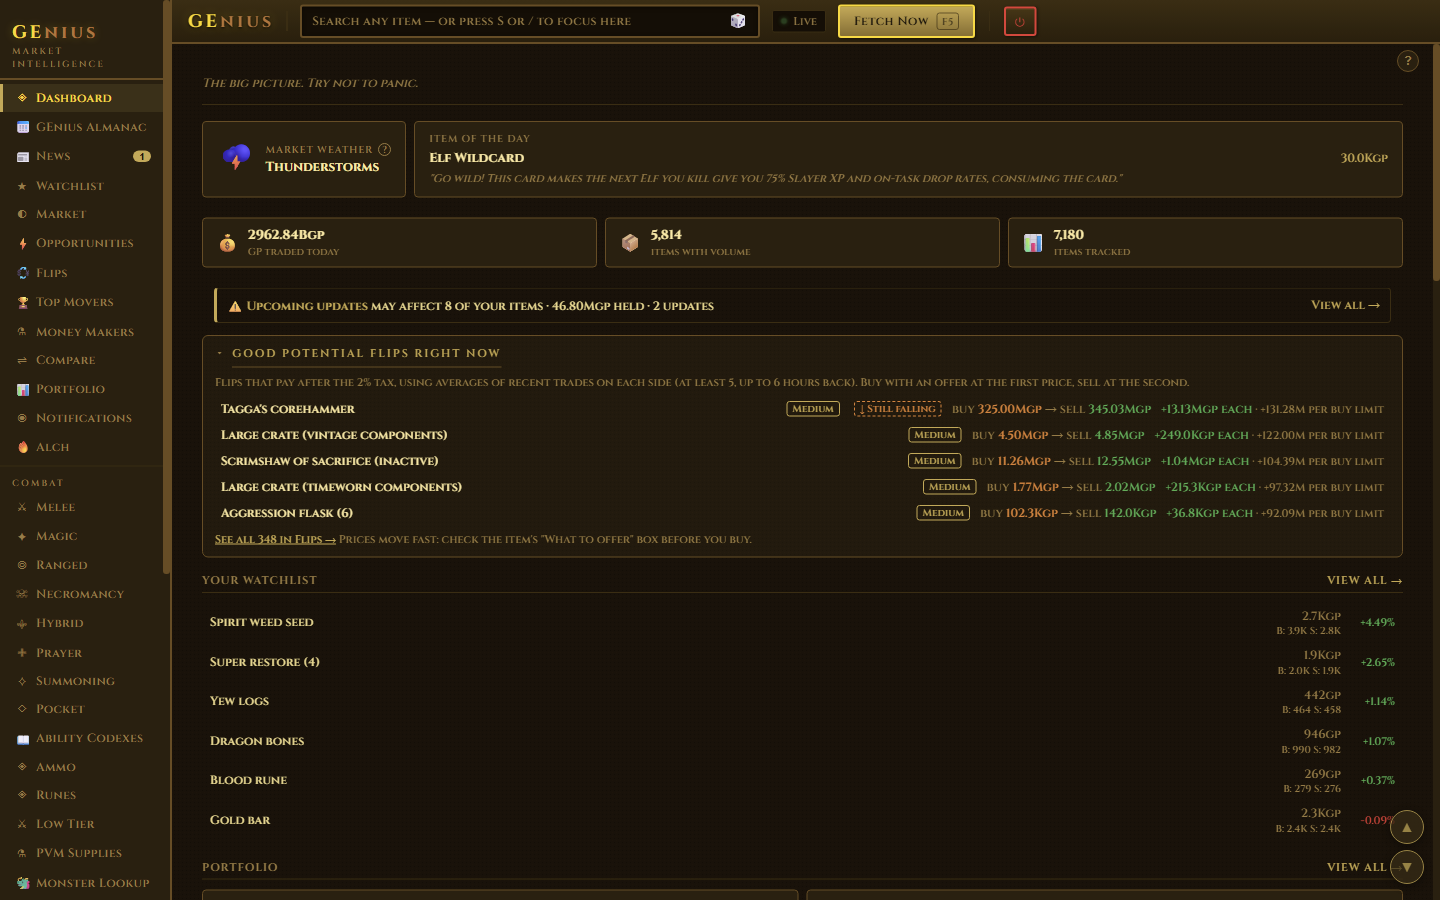 GENIUS
MARKET
INTELLIGENCE
DASHBOARD
GENIUS ALMANAC
NEWS 1
WATCHLIST
MARKET
OPPORTUNITIES
FLIPS
TOP MOVERS
MONEY MAKERS
COMPARE
PORTFOLIO
NOTIFICATIONS
ALCH
COMBAT
MELEE
MAGIC
RANGED
NECROMANCY
HYBRID
PRAYER
SUMMONING
POCKET
ABILITY CODEXES
AMMO
RUNES
LOW TIER
PVM SUPPLIES
MONSTER LOOKUP
GENIUS
SEARCH ANY ITEM — OR PRESS S OR / TO FOCUS HERE
LIVE
FETCH NOW F5
?
THE BIG PICTURE. TRY NOT TO PANIC.
MARKET WEATHER ?
THUNDERSTORMS
ITEM OF THE DAY
ELF WILDCARD 30.0KGP
"GO WILD! THIS CARD MAKES THE NEXT ELF YOU KILL GIVE YOU 75% SLAYER XP AND ON-TASK DROP RATES, CONSUMING THE CARD."
2962.84BGP
GP TRADED TODAY
5,814
ITEMS WITH VOLUME
7,180
ITEMS TRACKED
UPCOMING UPDATES MAY AFFECT 8 OF YOUR ITEMS · 46.80MGP HELD · 2 UPDATES VIEW ALL →
- GOOD POTENTIAL FLIPS RIGHT NOW
FLIPS THAT PAY AFTER THE 2% TAX, USING AVERAGES OF RECENT TRADES ON EACH SIDE (AT LEAST 5, UP TO 6 HOURS BACK). BUY WITH AN OFFER AT THE FIRST PRICE, SELL AT THE SECOND.
TAGGA'S COREHAMMER MEDIUM ↓ STILL FALLING BUY 325.00MGP → SELL 345.03MGP +13.13MGP EACH · +131.28M PER BUY LIMIT
LARGE CRATE (VINTAGE COMPONENTS) MEDIUM BUY 4.50MGP → SELL 4.85MGP +249.0KGP EACH · +122.00M PER BUY LIMIT
SCRIMSHAW OF SACRIFICE (INACTIVE) MEDIUM BUY 11.26MGP → SELL 12.55MGP +1.04MGP EACH · +104.39M PER BUY LIMIT
LARGE CRATE (TIMEWORN COMPONENTS) MEDIUM BUY 1.77MGP → SELL 2.02MGP +215.3KGP EACH · +97.32M PER BUY LIMIT
AGGRESSION FLASK (6) MEDIUM BUY 102.3KGP → SELL 142.0KGP +36.8KGP EACH · +92.09M PER BUY LIMIT
SEE ALL 348 IN FLIPS → PRICES MOVE FAST: CHECK THE ITEM'S "WHAT TO OFFER" BOX BEFORE YOU BUY.
YOUR WATCHLIST VIEW ALL →
SPIRIT WEED SEED 2.7KGP +4.49%
B: 3.9K S: 2.8K
SUPER RESTORE (4) 1.9KGP +2.65%
B: 2.0K S: 1.9K
YEW LOGS 442GP +1.14%
B: 464 S: 458
DRAGON BONES 946GP +1.07%
B: 990 S: 982
BLOOD RUNE 269GP +0.37%
B: 279 S: 276
GOLD BAR 2.3KGP -0.09%
B: 2.4K S: 2.4K
PORTFOLIO VIEW ALL →